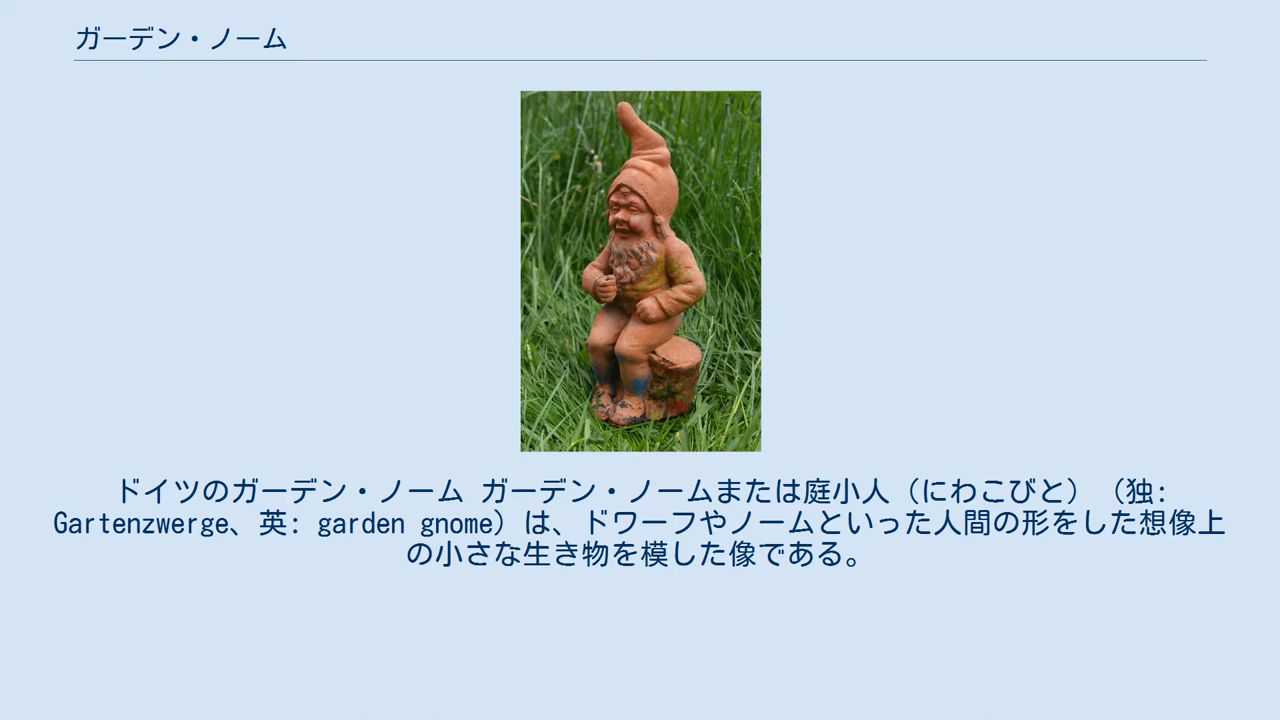 ガーデン・ノーム
ドイツのガーデン・ノーム ガーデン・ノームまたは庭小人（にわこびと）（独:
Gartenzwerge、英: garden gnome）は、ドワーフやノームといった人間の形をした想像上
の小さな生き物を模した像である。